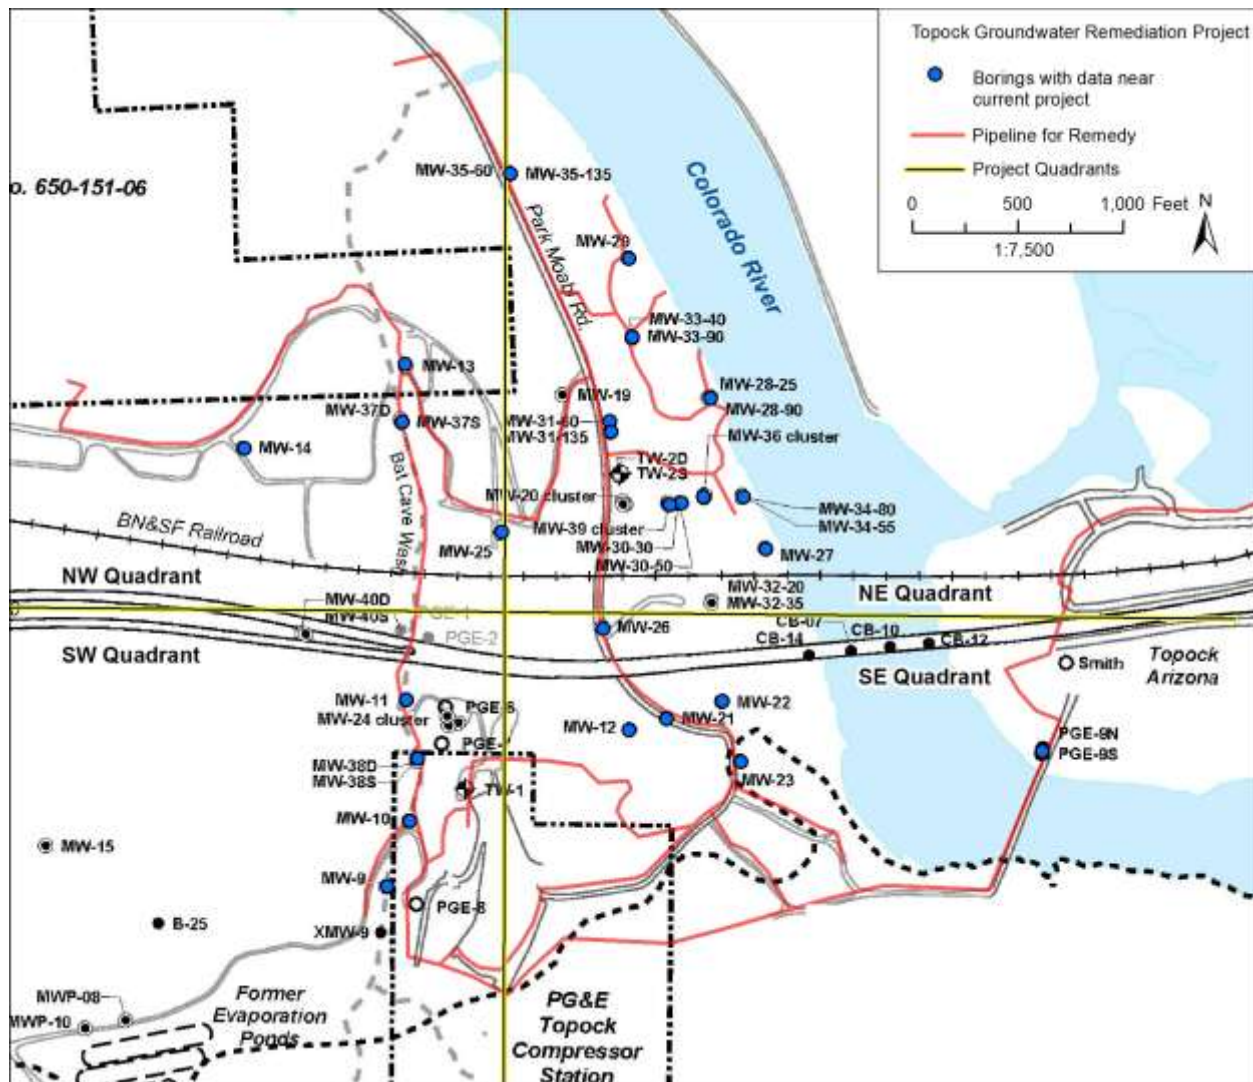 Topock Groundwater Remediation Project
Borings with data near
current project
Pipeline for Remedy
Project Quadrants
0 500 1,000 Feet N
1:7,500
o. 650-151-06
MW-35-60
MW-35-135
Park Moabi Rd.
Colorado River
MW-29
MW-33-40
MW-33-90
MW-13
MW-19
MW-28-25
MW-28-90
MW-37D
MW-37S
MW-31-60
MW-31-135
MW-36 cluster
MW-14
TW-2D
TW-2S
Bat Cave Wash
MW-20 cluster
MW-34-80
MW-34-55
BN&SF Railroad
MW-39 cluster
MW-25
MW-30-30
MW-30-50
MW-27
NW Quadrant
NE Quadrant
MW-32-20
MW-32-35
MW-40D
MW-40S
PGE-1
PGE-2
MW-26
CB-07
CB-14
CB-10
CB-12
SW Quadrant
SE Quadrant
Smith
Topock
Arizona
MW-11
PGE-6
MW-24 cluster
MW-22
MW-21
MW-12
PGE-7
PGE-9N
PGE-9S
MW-38D
MW-38S
MW-23
TW-1
MW-10
MW-15
MW-9
PGE-8
B-25
XMW-9
MWP-08
MWP-10
Former
Evaporation
Ponds
PG&E
Topock
Compressor
Station